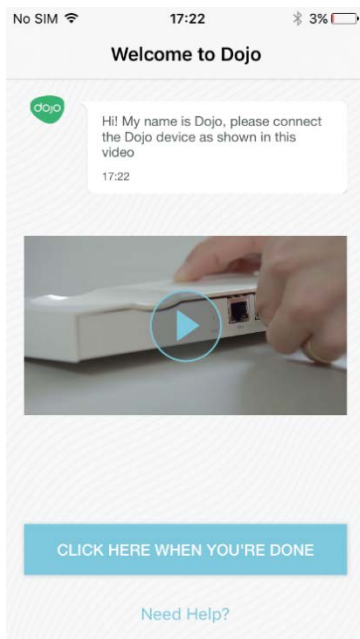 No SIM 17:22 3%
Welcome to Dojo
dojo
Hi! My name is Dojo, please connect
the Dojo device as shown in this
video
17:22
CLICK HERE WHEN YOU'RE DONE
Need Help?